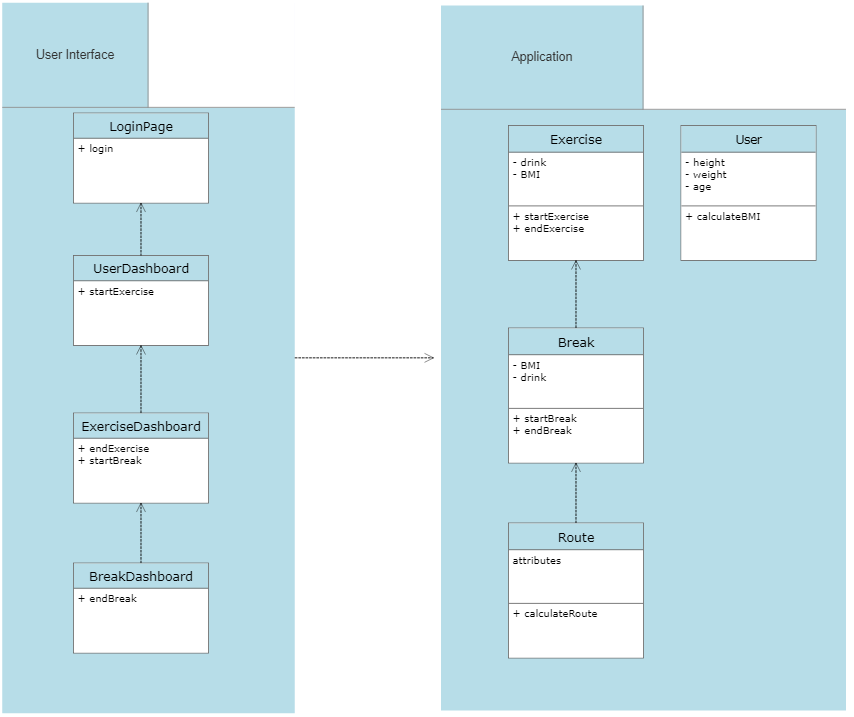 User Interface
LoginPage
+ login
UserDashboard
+ startExercise
ExerciseDashboard
+ endExercise
+ startBreak
BreakDashboard
+ endBreak
Application
Exercise
- drink
- BMI
+ startExercise
+ endExercise
User
- height
- weight
- age
+ calculateBMI
Break
- BMI
- drink
+ startBreak
+ endBreak
Route
attributes
+ calculateRoute